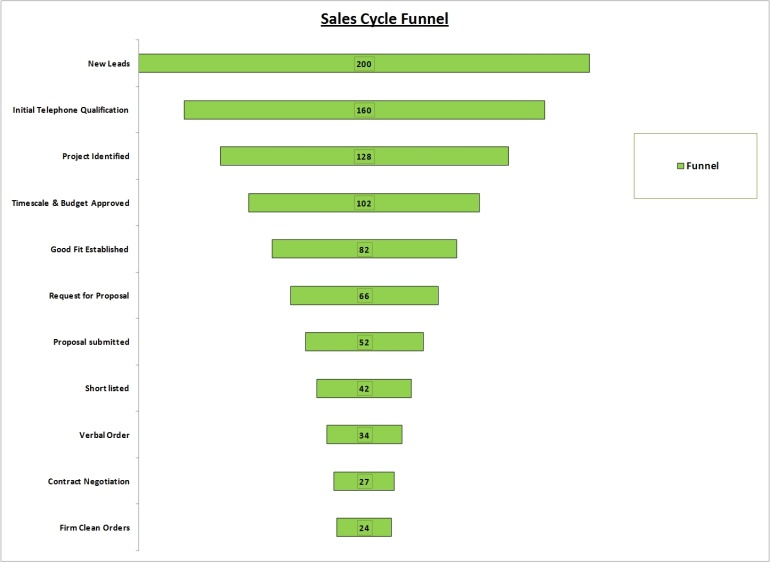 Sales Cycle Funnel
New Leads 200
Initial Telephone Qualification 160
Project Identified 128
Funnel
Timescale & Budget Approved 102
Good Fit Established 82
Request for Proposal 66
Proposal submitted 52
Short listed 42
Verbal Order 34
Contract Negotiation 27
Firm Clean Orders 24